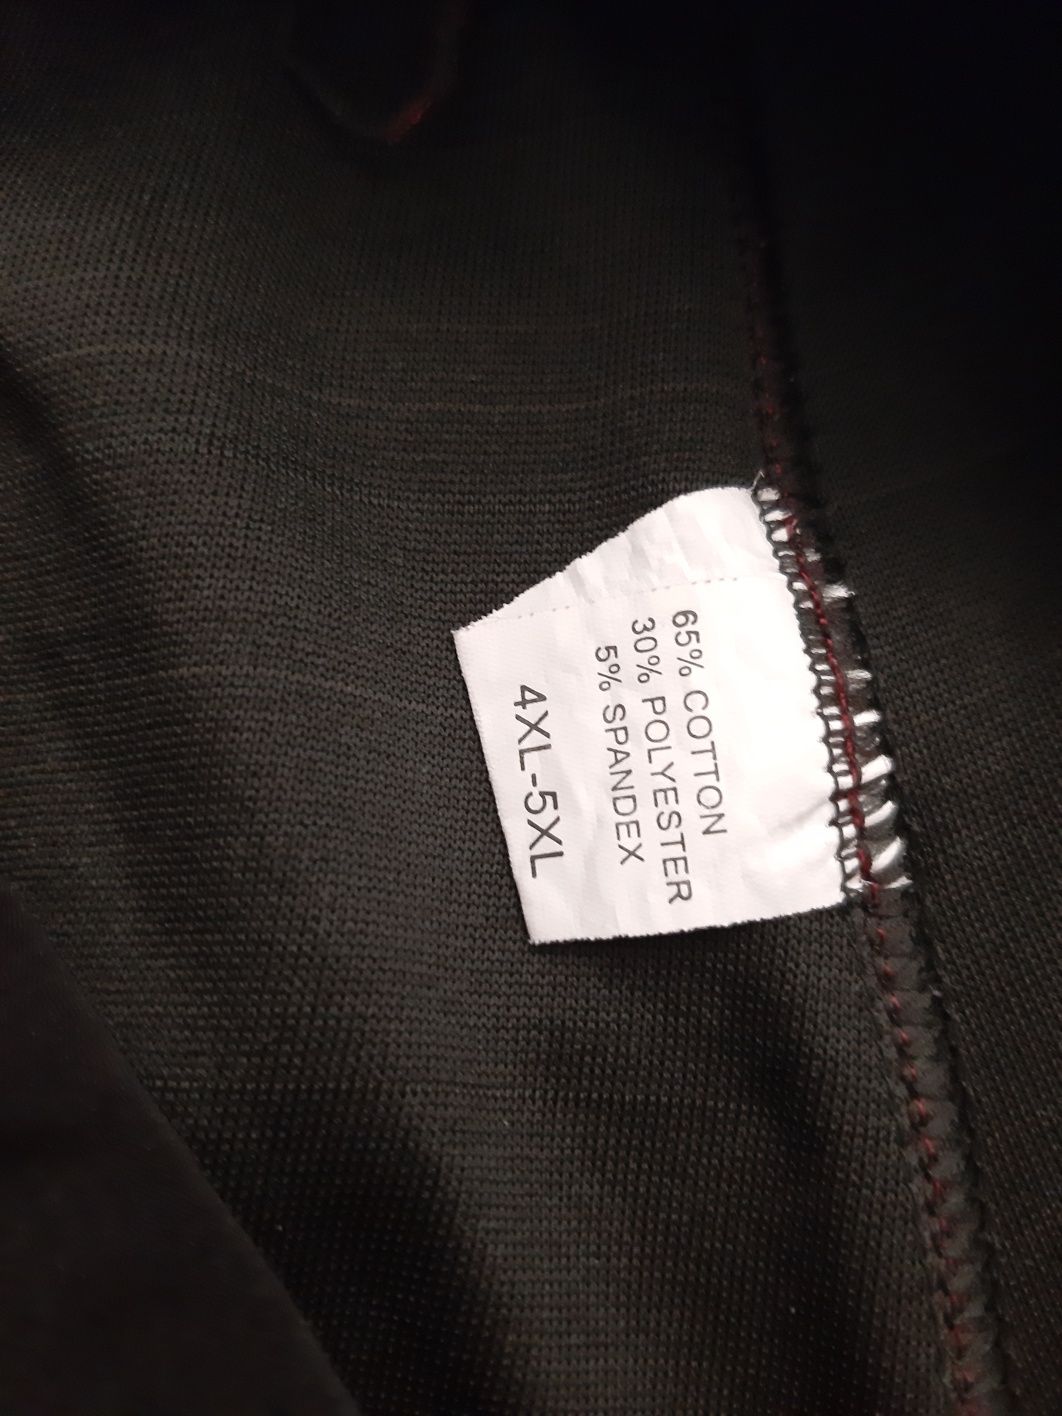 65% COTTON
30% POLYESTER
5% SPANDEX
4XL-5XL